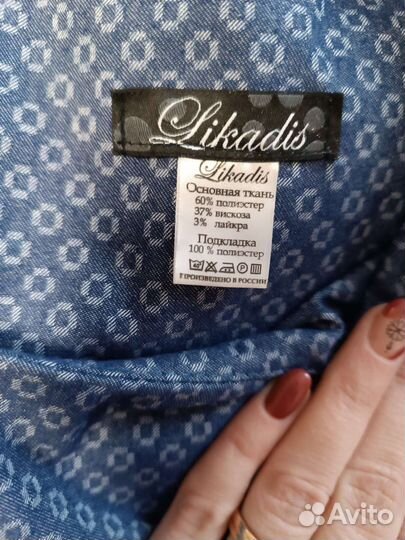 Likadis
Likadis
Основная ткань
60% полиэстер
37% вискоза
3% лайкра
Подкладка
100 % полиэстер
ПРОИЗВЕДЕНО В РОССИИ
Avito